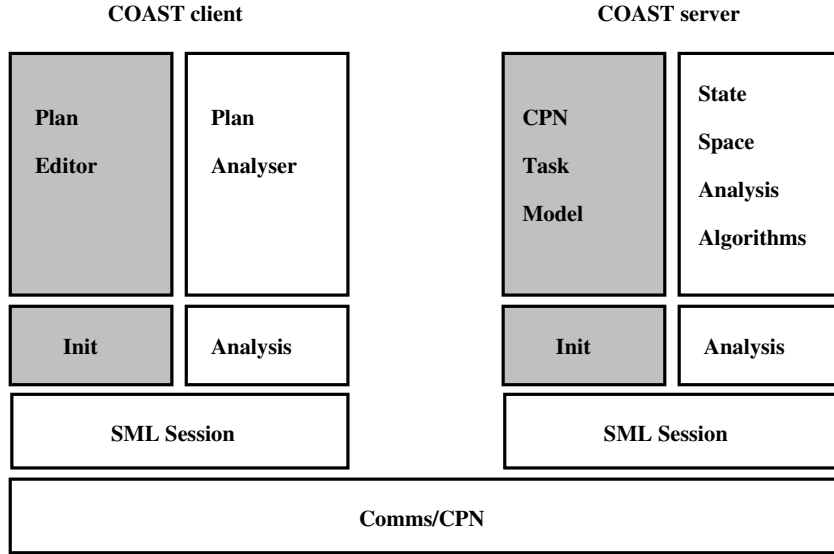 COAST client
COAST server
Plan
Editor
Plan
Analyser
CPN
Task
Model
State
Space
Analysis
Algorithms
Init
Analysis
Init
Analysis
SML Session
SML Session
Comms/CPN